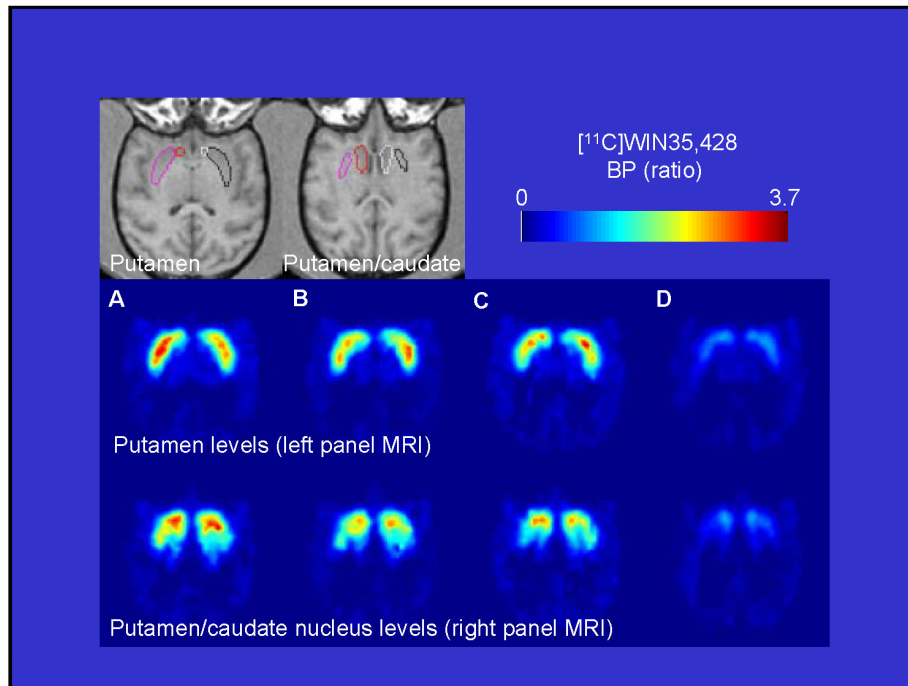 [¹¹C]WIN35,428
BP (ratio)
0 3.7
Putamen Putamen/caudate
A B C D
Putamen levels (left panel MRI)
Putamen/caudate nucleus levels (right panel MRI)